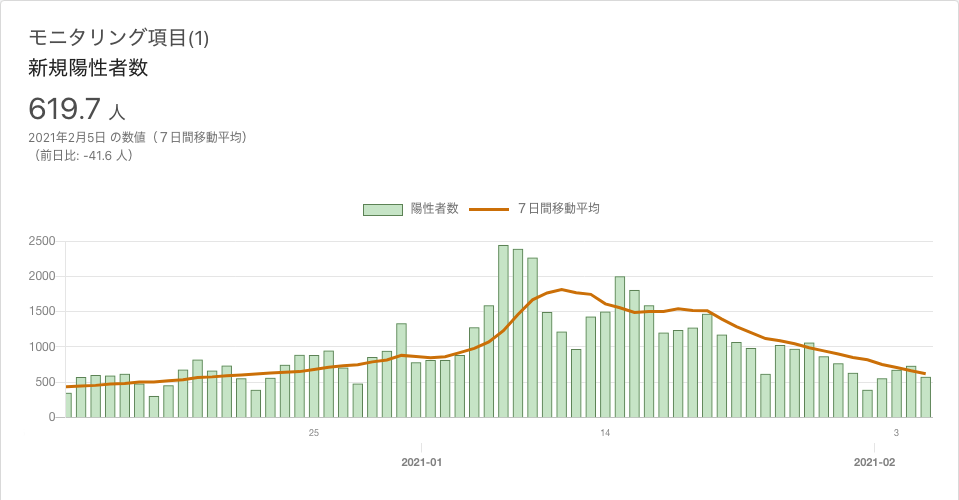 モニタリング項目(1)
新規陽性者数
619.7 人
2021年2月5日 の数値（７日間移動平均）
（前日比: -41.6 人）
陽性者数 ７日間移動平均
2500
2000
1500
1000
500
0
25 14 3
2021-01 2021-02